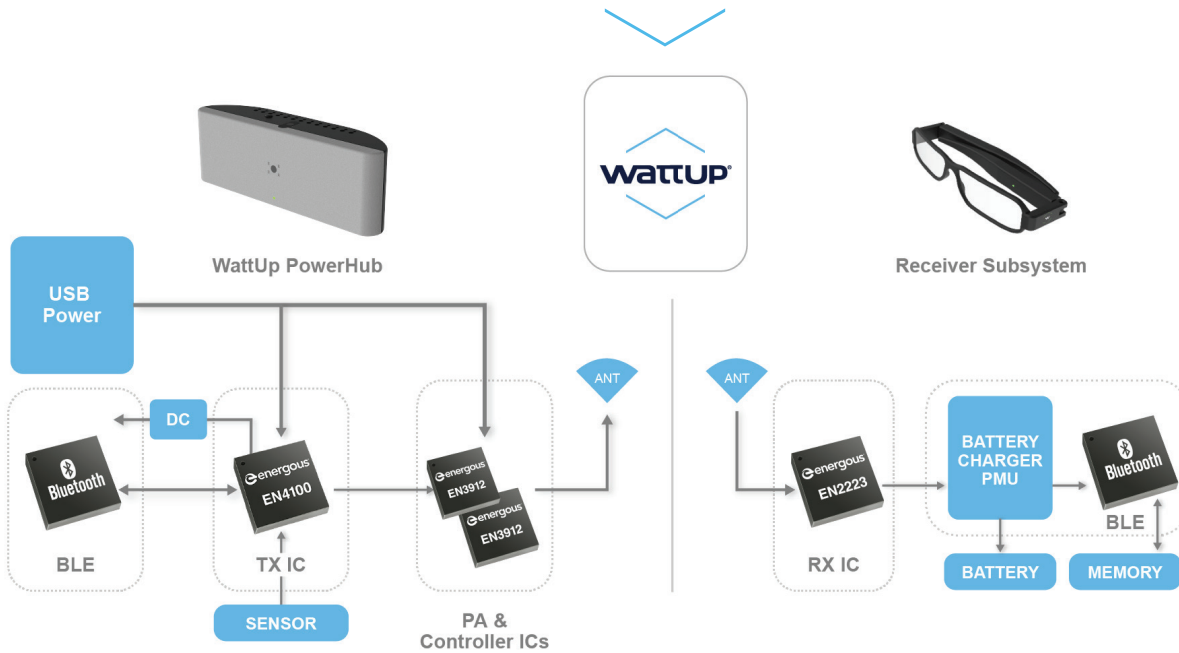 WattUP®
WattUp PowerHub
Receiver Subsystem
USB
Power
ANT
ANT
DC
Bluetooth
energous
EN4100
energous
EN3912
energous
EN3912
energous
EN2223
BATTERY
CHARGER
PMU
Bluetooth
BLE
BLE
TX IC
RX IC
BATTERY
MEMORY
SENSOR
PA &
Controller ICs